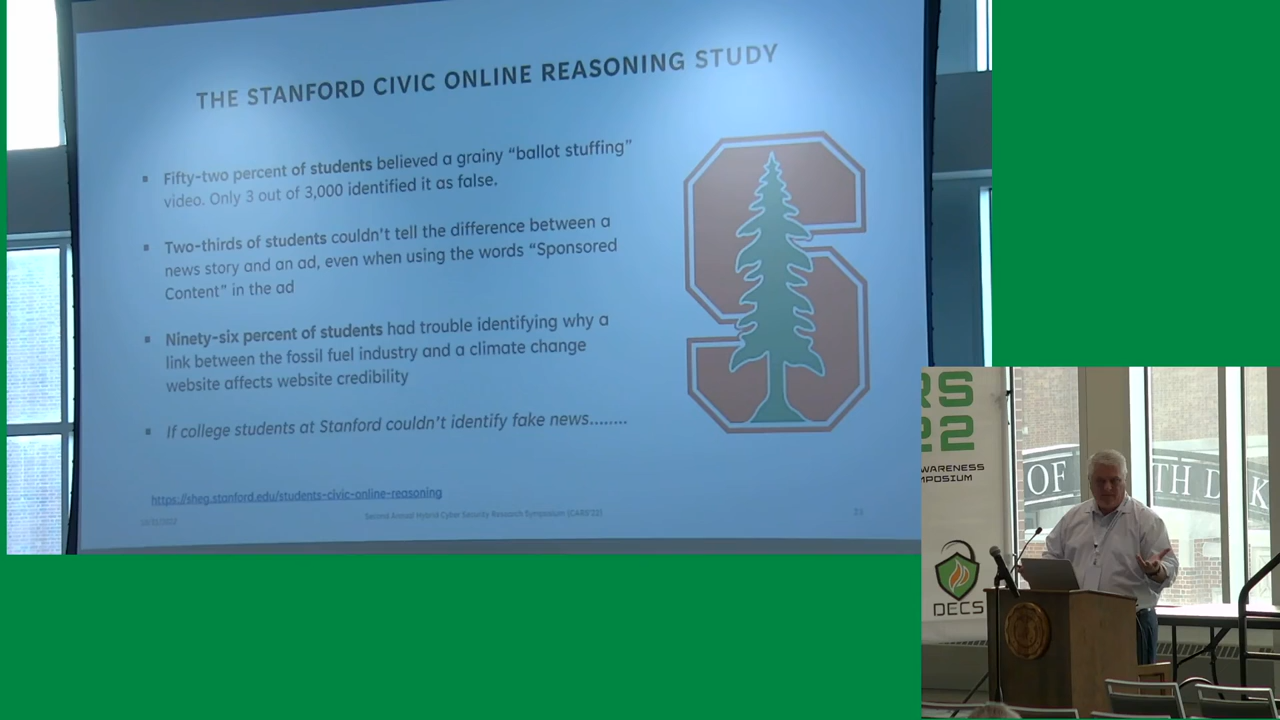 THE STANFORD CIVIC ONLINE REASONING STUDY
▪ Fifty-two percent of students believed a grainy “ballot stuffing”
video. Only 3 out of 3,000 identified it as false.
▪ Two-thirds of students couldn’t tell the difference between a
news story and an ad, even when using the words “Sponsored
Content” in the ad
▪ Ninety-six percent of students had trouble identifying why a
link between the fossil fuel industry and a climate change
website affects website credibility
▪ If college students at Stanford couldn’t identify fake news........
https://sheg.stanford.edu/students-civic-online-reasoning
Second Annual Hybrid Cyber Security Research Symposium (CARS'22)
RS
22
WARENESS
MPOSIUM
OF
TH DAK
DECS